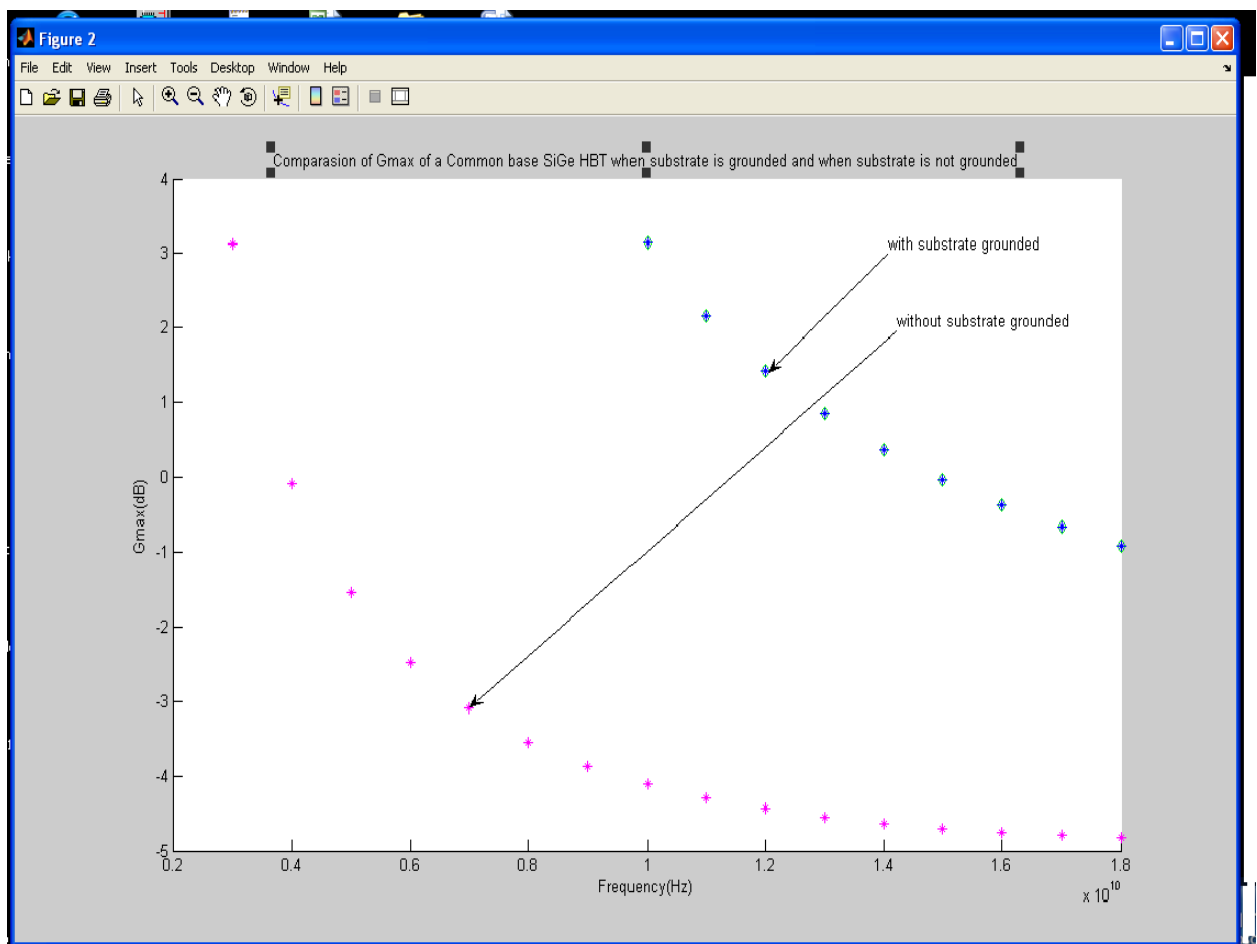 Figure 2
File Edit View Insert Tools Desktop Window Help
Comparasion of Gmax of a Common base SiGe HBT when substrate is grounded and when substrate is not grounded
4
3
2
1
0
-1
-2
-3
-4
-5
Gmax(dB)
with substrate grounded
without substrate grounded
0.2 0.4 0.6 0.8 1 1.2 1.4 1.6 1.8
Frequency(Hz)
x 10^10